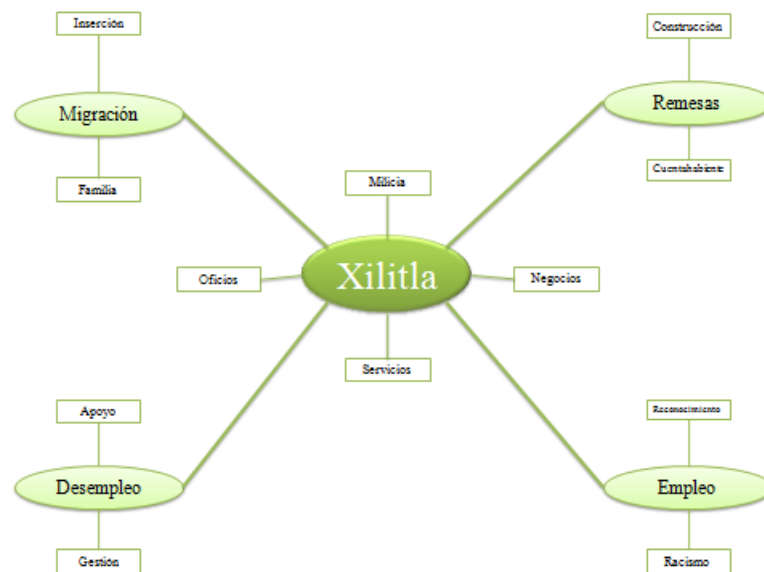 Inserción
Construcción
Migración
Remesas
Milicia
Familia
Cuentahabiente
Oficios
Xilitla
Negocios
Servicios
Apoyo
Reconocimiento
Desempleo
Empleo
Gestión
Racismo